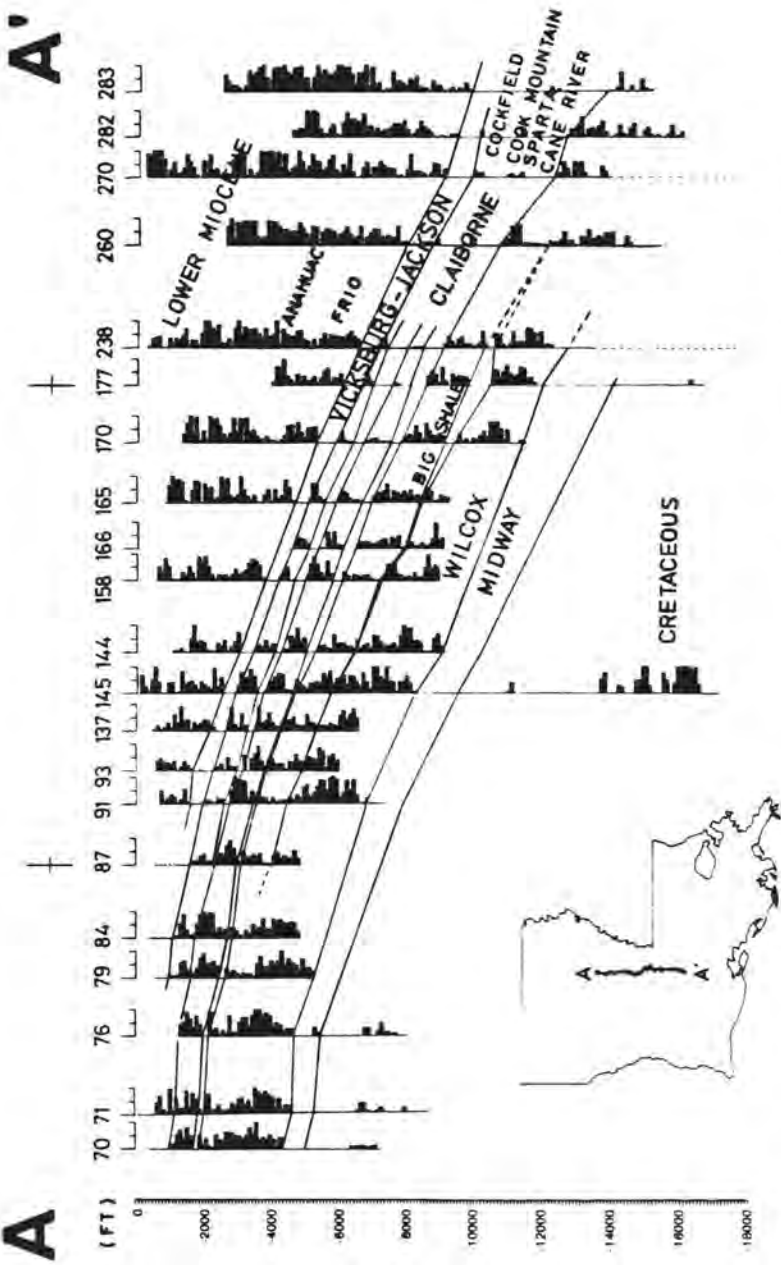 A
A'
70
71
76
79
84
87
91
93
137
145
144
158
166
165
170
177
238
260
270
282
283
(FT)
0
-2000
-4000
-6000
-8000
-10000
-12000
-14000
-16000
-18000
LOWER MIOCENE
ANAHUAC
FRIO
VICKSBURG-JACKSON
CLAIBORNE
COCKFIELD
COOK MOUNTAIN
SPARTA
CANE RIVER
BIG SHALE
WILCOX
MIDWAY
CRETACEOUS
A
A'